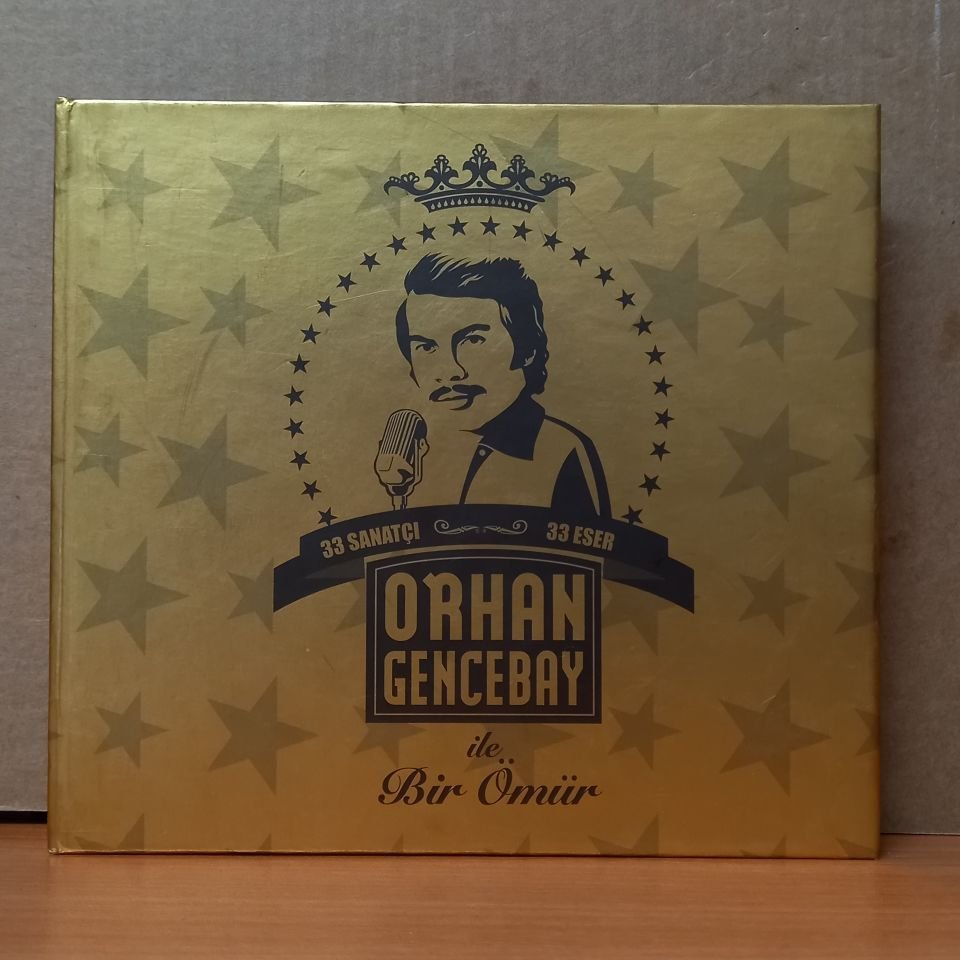 33 SANATÇI 33 ESER
ORHAN
GENCEBAY
ile
Bir Ömür